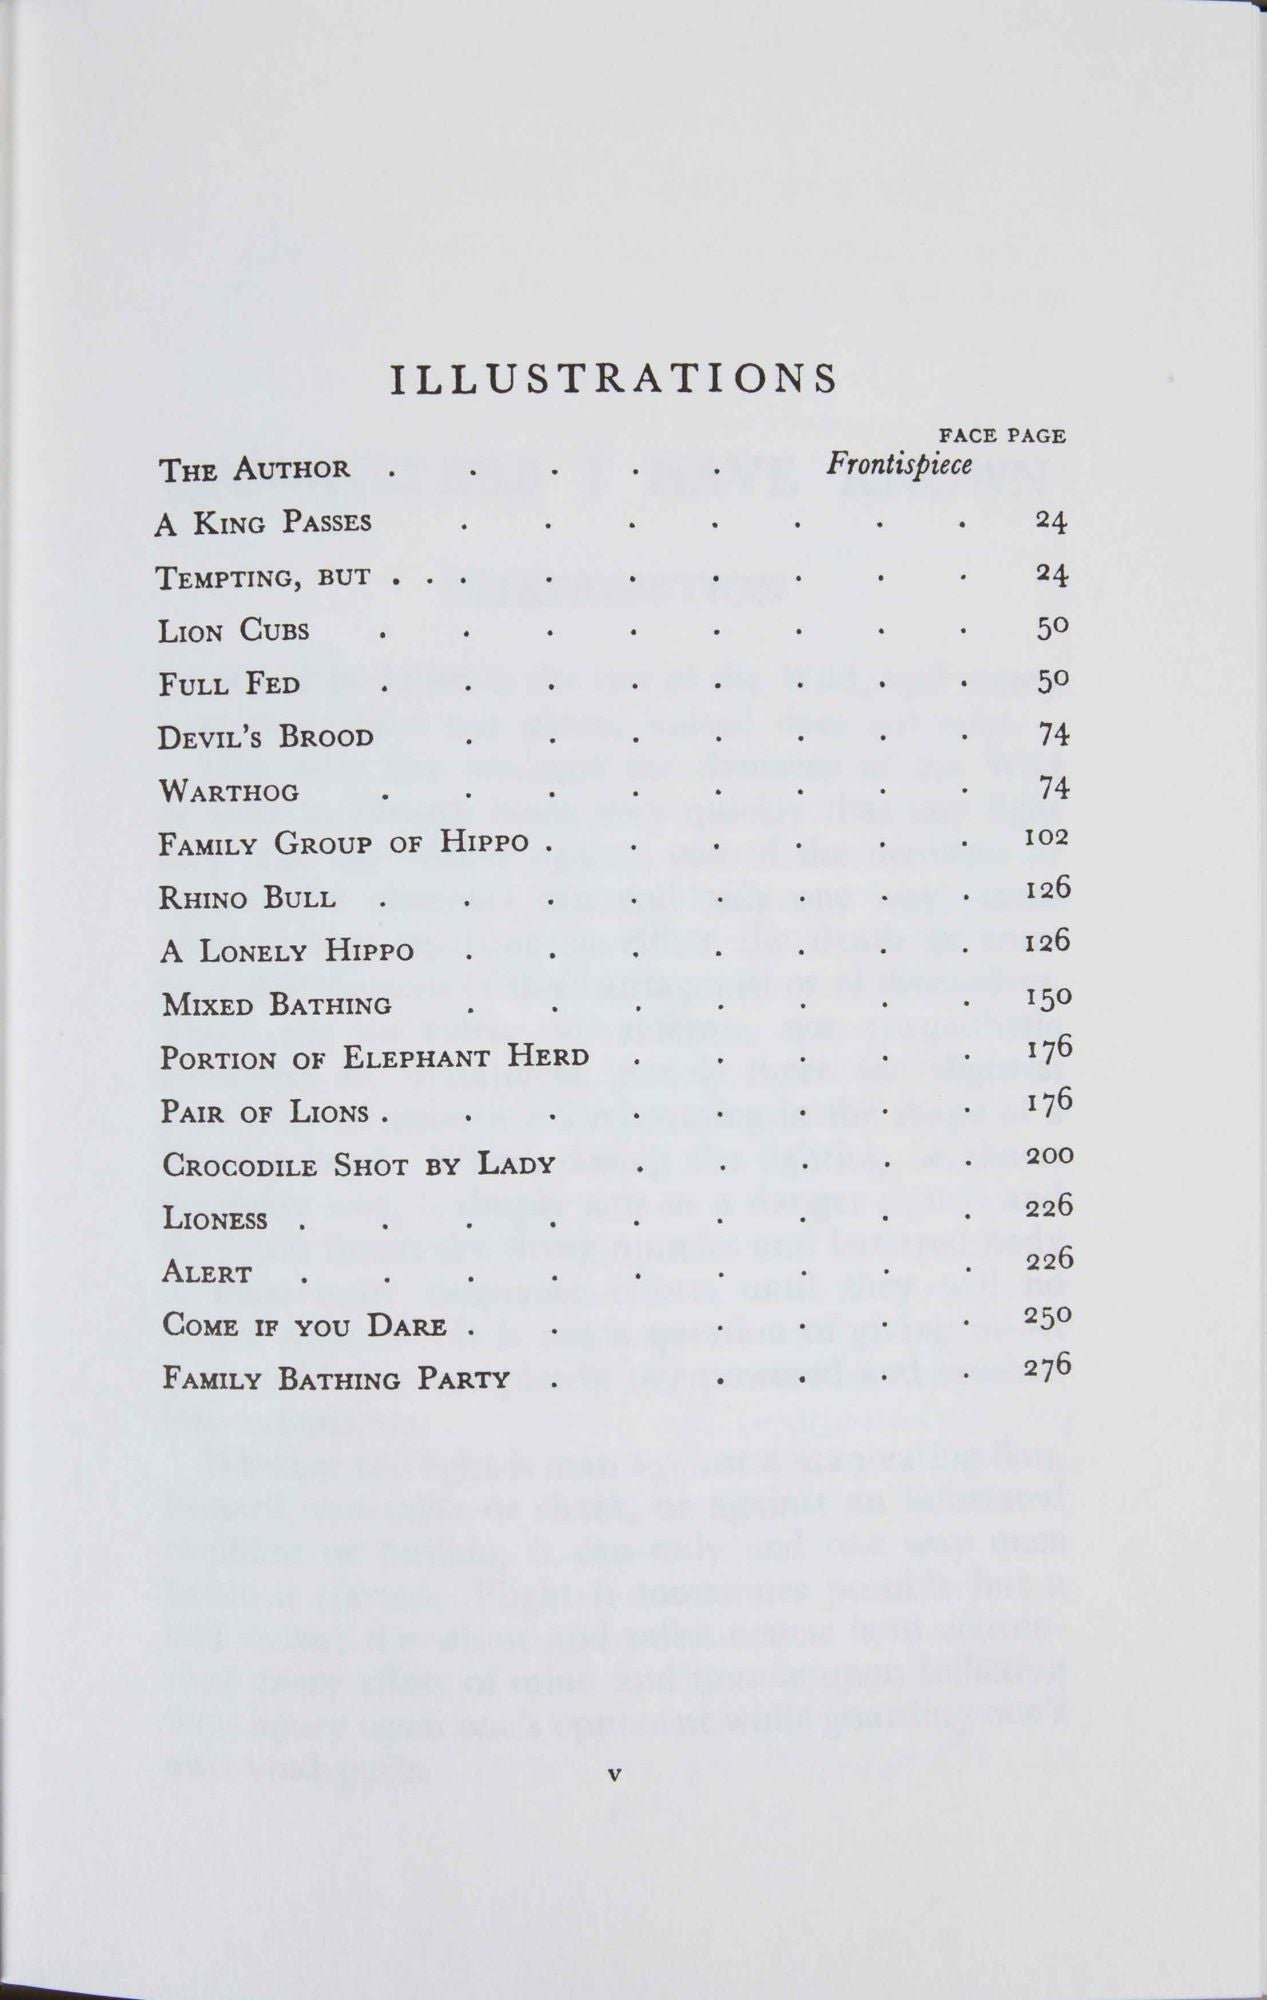 ILLUSTRATIONS
FACE PAGE
THE AUTHOR . . . . . Frontispiece
A KING PASSES . . . . . . . 24
TEMPTING, BUT . . . . . . . . . 24
LION CUBS . . . . . . . . 50
FULL FED . . . . . . . . 50
DEVIL'S BROOD . . . . . . . 74
WARTHOG . . . . . . . . 74
FAMILY GROUP OF HIPPO . . . . . . 102
RHINO BULL . . . . . . . . 126
A LONELY HIPPO . . . . . . . 126
MIXED BATHING . . . . . . . 150
PORTION OF ELEPHANT HERD . . . . . 176
PAIR OF LIONS . . . . . . . . 176
CROCODILE SHOT BY LADY . . . . . 200
LIONESS . . . . . . . . . 226
ALERT . . . . . . . . . 226
COME IF YOU DARE . . . . . . . 250
FAMILY BATHING PARTY . . . . . . 276
v